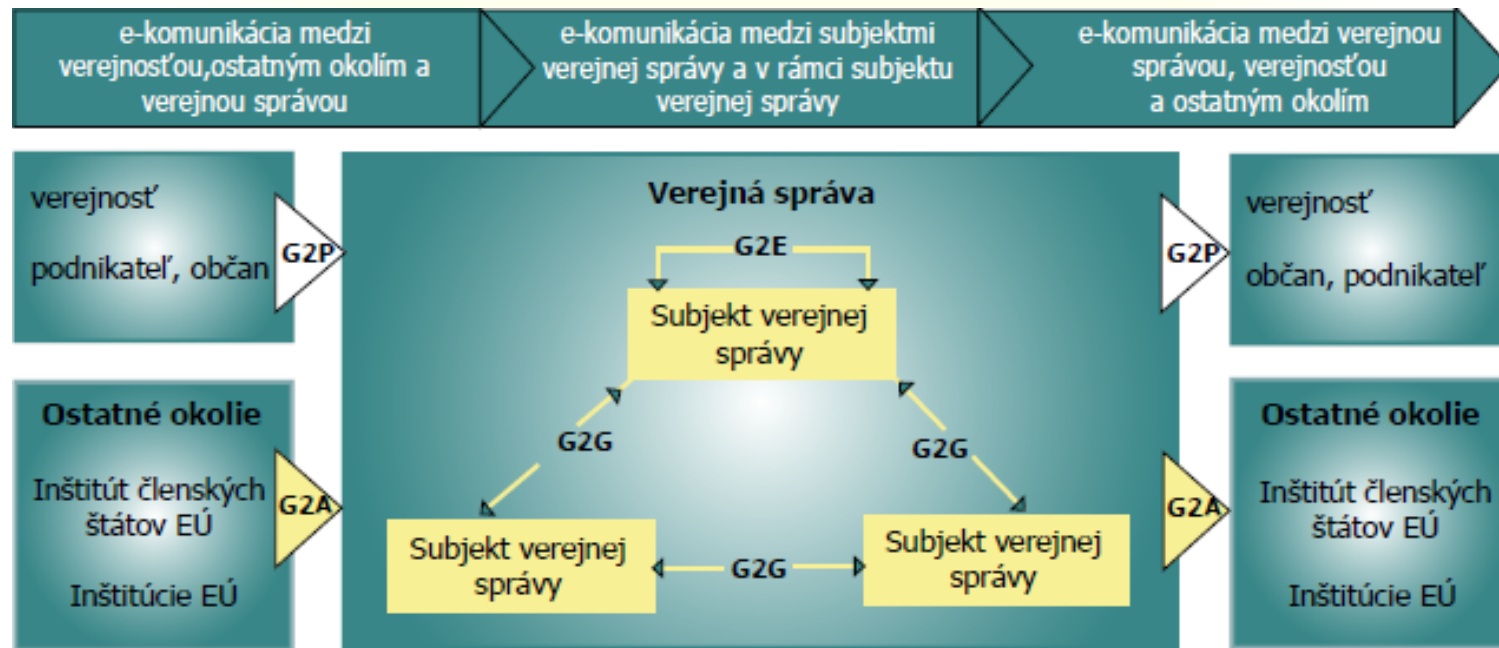 e-komunikácia medzi
verejnosťou,ostatným okolím a
verejnou správou
e-komunikácia medzi subjektmi
verejnej správy a v rámci subjektu
verejnej správy
e-komunikácia medzi verejnou
správou, verejnosťou
a ostatným okolím
verejnosť
podnikateľ, občan
G2P
Ostatné okolie
Inštitút členských
štátov EÚ
Inštitúcie EÚ
G2A
Verejná správa
G2E
Subjekt verejnej
správy
G2G
G2G
Subjekt verejnej
správy
G2G
Subjekt verejnej
správy
G2P
verejnosť
občan, podnikateľ
G2A
Ostatné okolie
Inštitút členských
štátov EÚ
Inštitúcie EÚ